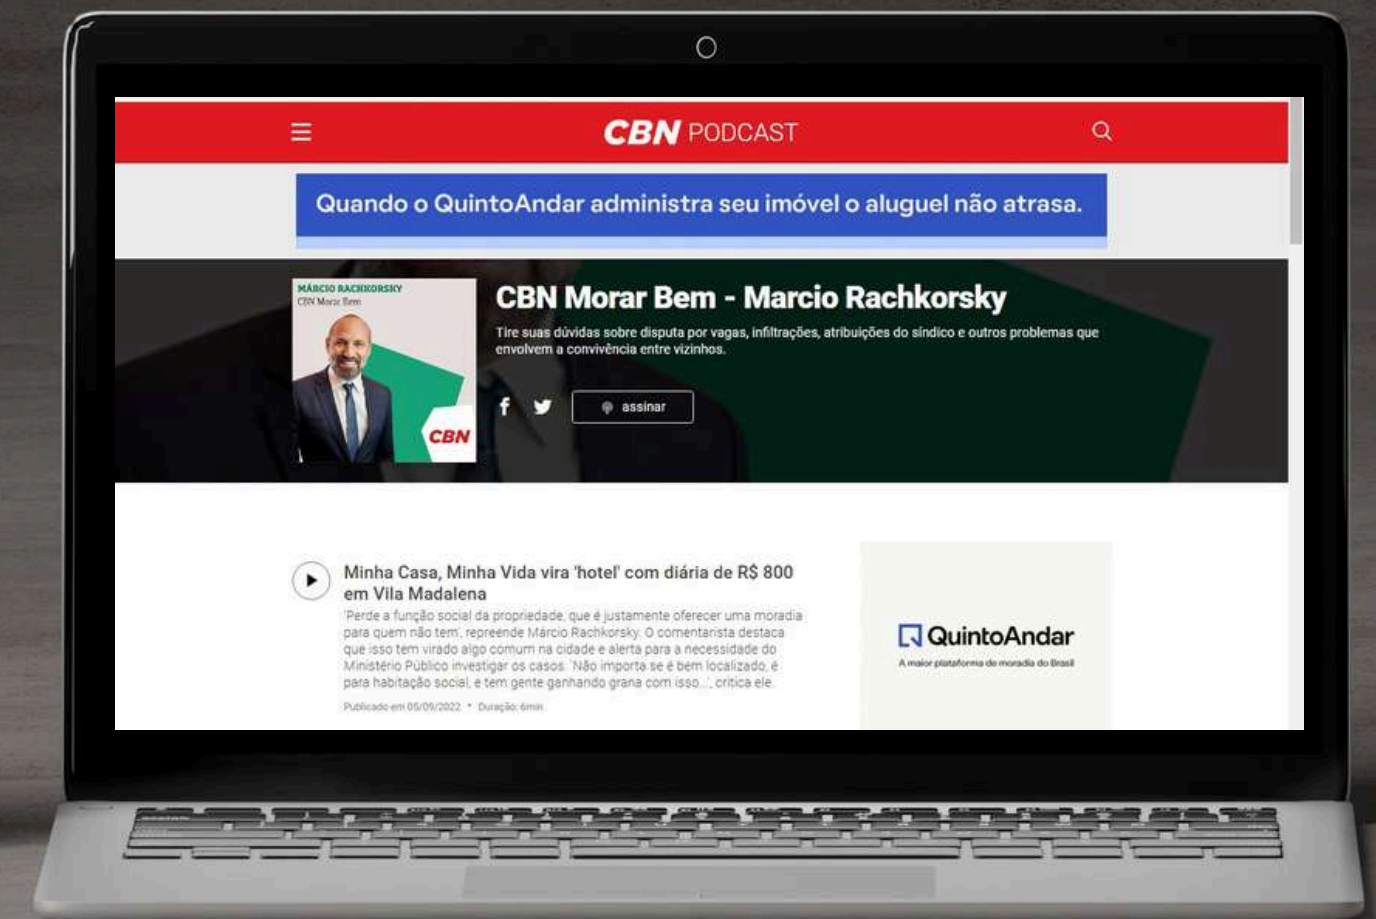 CBN PODCAST
Quando o QuintoAndar administra seu imóvel o aluguel não atrasa.
MÁRCIO RACHKORSKY
CBN Morar Bem
CBN
CBN Morar Bem - Marcio Rachkorsky
Tire suas dúvidas sobre disputa por vagas, infiltrações, atribuições do síndico e outros problemas que
envolvem a convivência entre vizinhos.
assinar
Minha Casa, Minha Vida vira 'hotel' com diária de R$ 800
em Vila Madalena
'Perde a função social da propriedade, que é justamente oferecer uma moradia
para quem não tem', repreende Márcio Rachkorsky. O comentarista destaca
que isso tem virado algo comum na cidade e alerta para a necessidade do
Ministério Público investigar os casos. 'Não importa se é bem localizado, é
para habitação social, e tem gente ganhando grana com isso...', critica ele.
Publicado em 05/09/2022 • Duração: 6min
QuintoAndar
A maior plataforma de moradia do Brasil